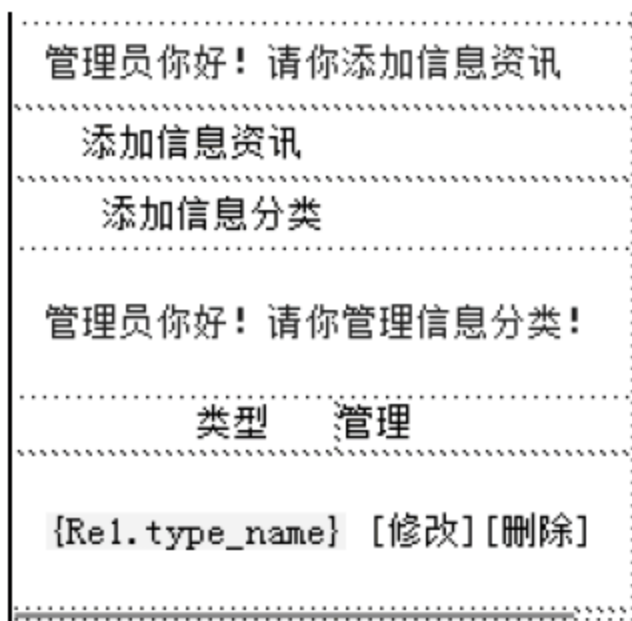 管理员你好！请你添加信息资讯
添加信息资讯
添加信息分类
管理员你好！请你管理信息分类！
类型 管理
{Re1.type_name} [修改][删除]